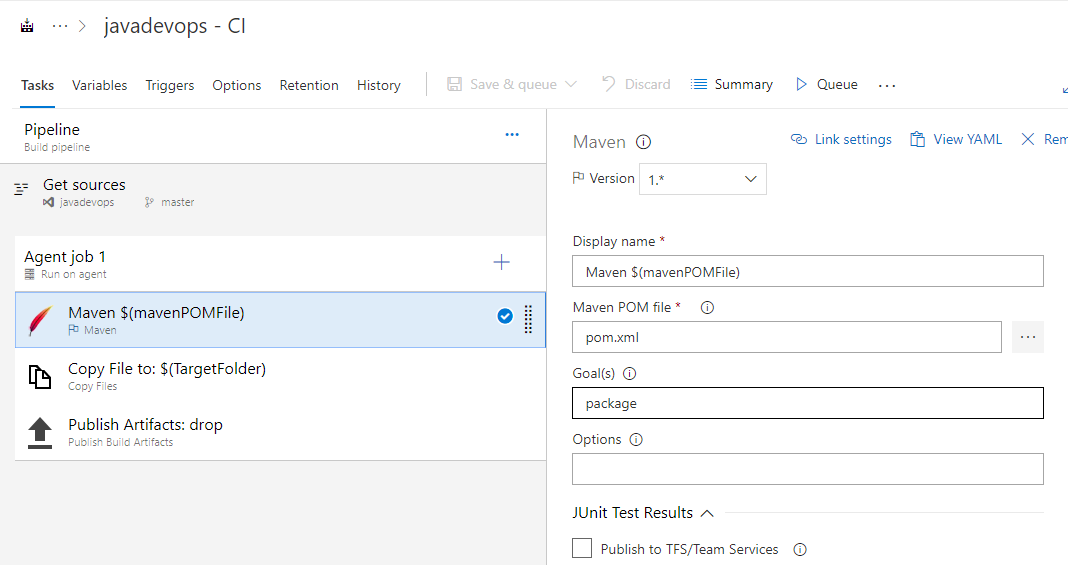 ··· > javadevops - CI
Tasks Variables Triggers Options Retention History Save & queue Discard Summary Queue ···
Pipeline ···
Build pipeline
Get sources
javadevops master
Agent job 1
Run on agent
Maven $(mavenPOMFile)
Maven
Copy File to: $(TargetFolder)
Copy Files
Publish Artifacts: drop
Publish Build Artifacts
Maven Link settings View YAML Rem
Version 1.*
Display name *
Maven $(mavenPOMFile)
Maven POM file *
pom.xml ···
Goal(s)
package
Options
JUnit Test Results
Publish to TFS/Team Services